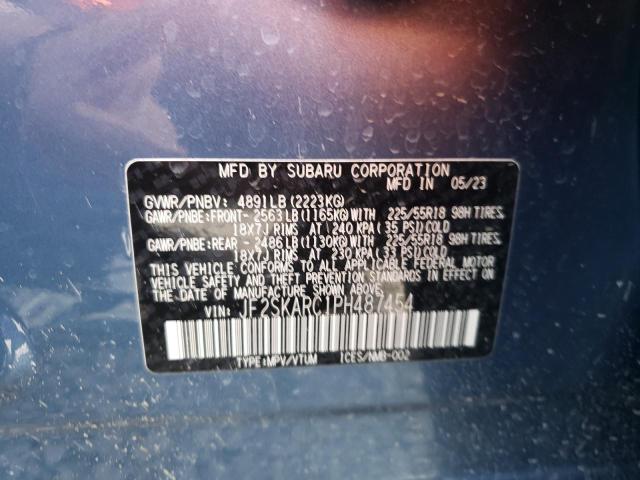 MFD BY SUBARU CORPORATION
MFD IN 05/23
GVWR/PNBV: 4891LB (2223KG)
GAWR/PNBE:FRONT- 2563LB (1165KG)WITH 225/55R18 98H TIRES,
18X7J RIMS AT 240 KPA ( 35 PSI)COLD
GAWR/PNBE:REAR -2486LB (1130KG)WITH 225/55R18 98H TIRES,
18X7J RIMS AT 230 KPA ( 33 PSI)COLD
THIS VEHICLE CONFORMS TO ALL APPLICABLE FEDERAL MOTOR
VEHICLE SAFETY AND THEFT PREVENTION STANDARDS IN EFFECT
ON THE DATE OF MANUFACTURE SHOWN ABOVE.
VIN: JF2SKARC1PH487454
TYPE:MPV/VTUM ICES/NMB-002